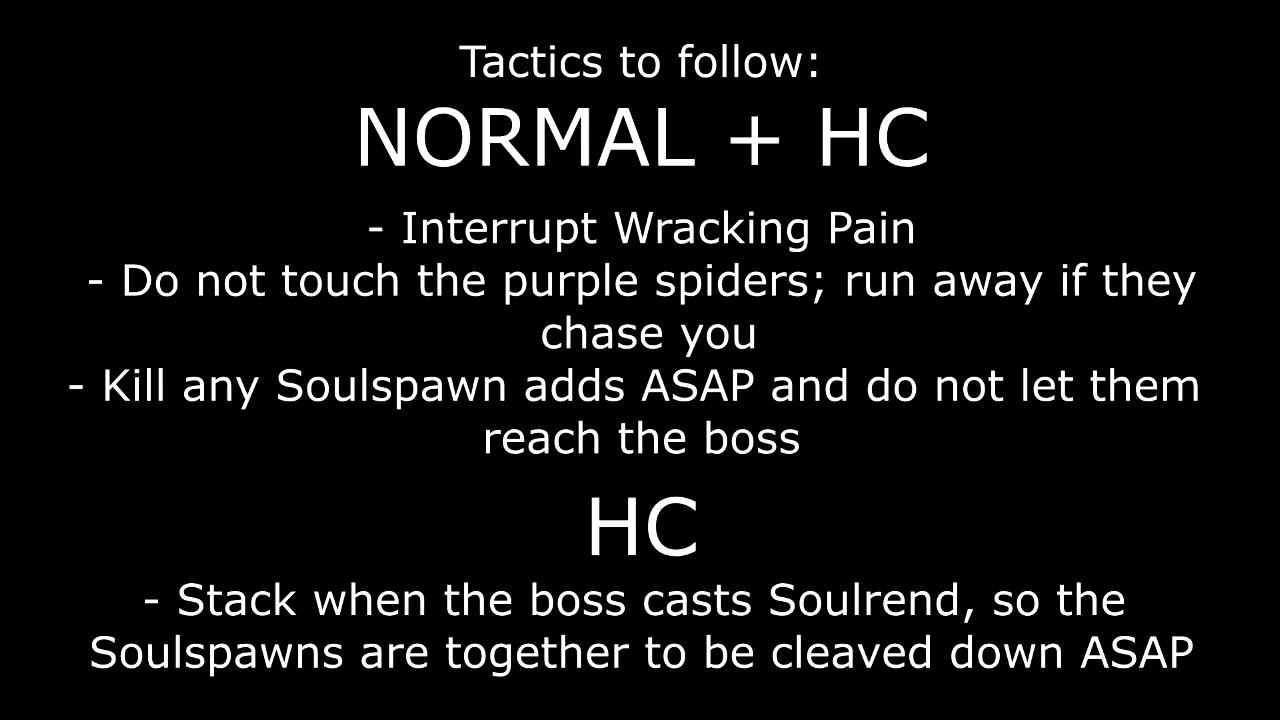 Tactics to follow:
NORMAL + HC
- Interrupt Wracking Pain
- Do not touch the purple spiders; run away if they
chase you
- Kill any Soulspawn adds ASAP and do not let them
reach the boss
HC
- Stack when the boss casts Soulrend, so the
Soulspawns are together to be cleaved down ASAP